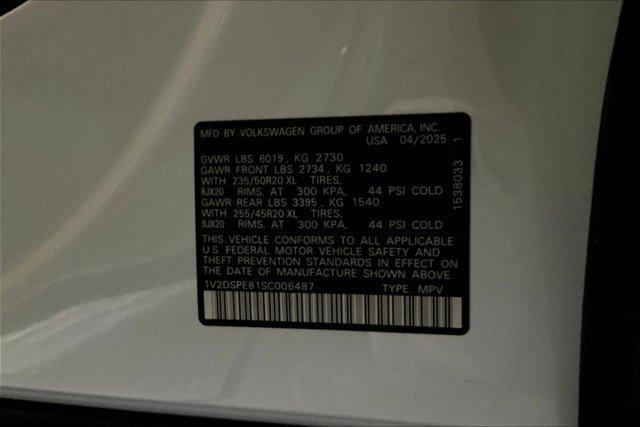 MFD BY VOLKSWAGEN GROUP OF AMERICA, INC.
USA 04/2025
GVWR LBS 6019, KG 2730
GAWR FRONT LBS 2734, KG 1240
WITH 235/50R20 XL TIRES,
8JX20 RIMS, AT 300 KPA, 44 PSI COLD
GAWR REAR LBS 3395, KG 1540
WITH 255/45R20 XL TIRES,
9JX20 RIMS, AT 300 KPA, 44 PSI COLD
THIS VEHICLE CONFORMS TO ALL APPLICABLE
U.S. FEDERAL MOTOR VEHICLE SAFETY AND
THEFT PREVENTION STANDARDS IN EFFECT ON
THE DATE OF MANUFACTURE SHOWN ABOVE.
1V2DSPE81SC006487 TYPE: MPV
1538033 1